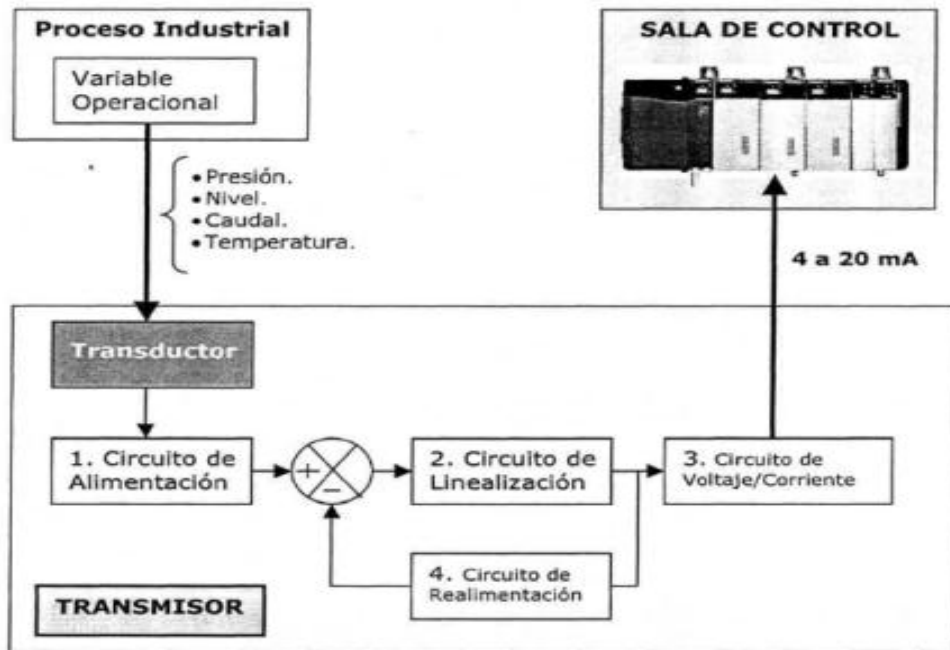 Proceso Industrial
Variable
Operacional
SALA DE CONTROL
• Presión.
• Nivel.
• Caudal.
• Temperatura.
4 a 20 mA
Transductor
1. Circuito de
Alimentación
+
−
2. Circuito de
Linealización
3. Circuito de
Voltaje/Corriente
4. Circuito de
Realimentación
TRANSMISOR